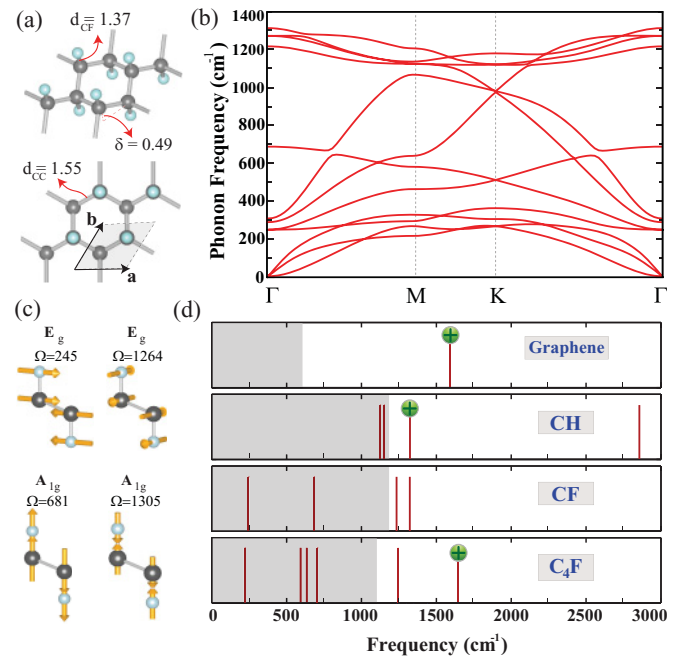 (a)
d_CF = 1.37
δ = 0.49
d_CC = 1.55
b
a
(b)
Phonon Frequency (cm⁻¹)
1400
1200
1000
800
600
400
200
0
Γ M K Γ
(c)
E_g E_g
Ω=245 Ω=1264
A_1g A_1g
Ω=681 Ω=1305
(d)
Graphene
CH
CF
C₄F
0 500 1000 1500 2000 2500 3000
Frequency (cm⁻¹)